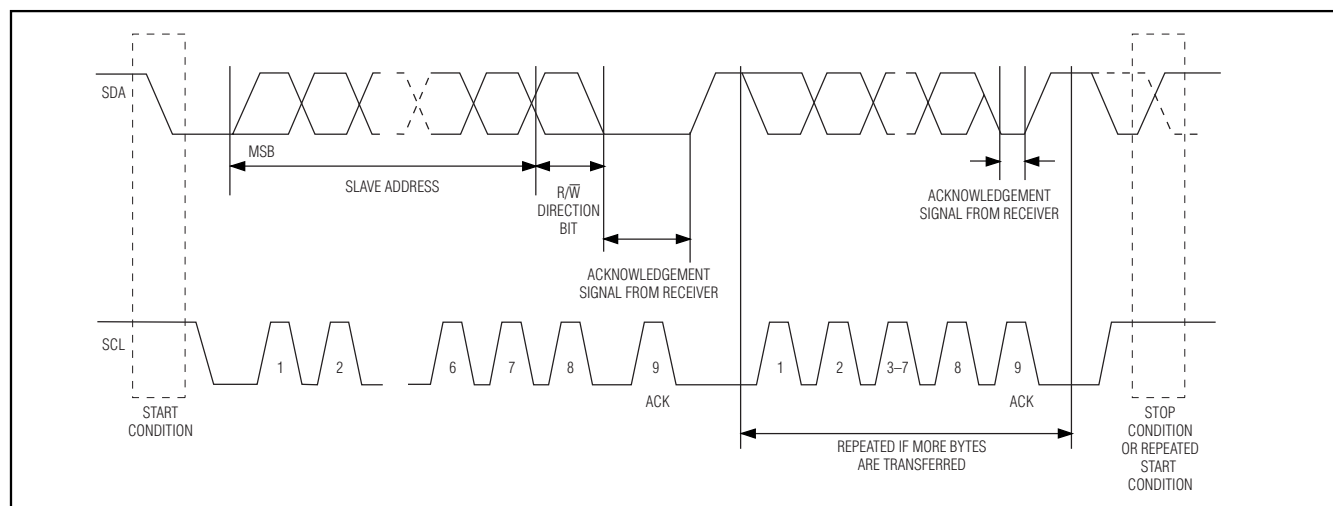 SDA
MSB
SLAVE ADDRESS
R/W̅
DIRECTION
BIT
ACKNOWLEDGEMENT
SIGNAL FROM RECEIVER
ACKNOWLEDGEMENT
SIGNAL FROM RECEIVER
SCL
1 2 6 7 8 9 1 2 3–7 8 9
ACK ACK
START
CONDITION
REPEATED IF MORE BYTES
ARE TRANSFERRED
STOP
CONDITION
OR REPEATED
START
CONDITION